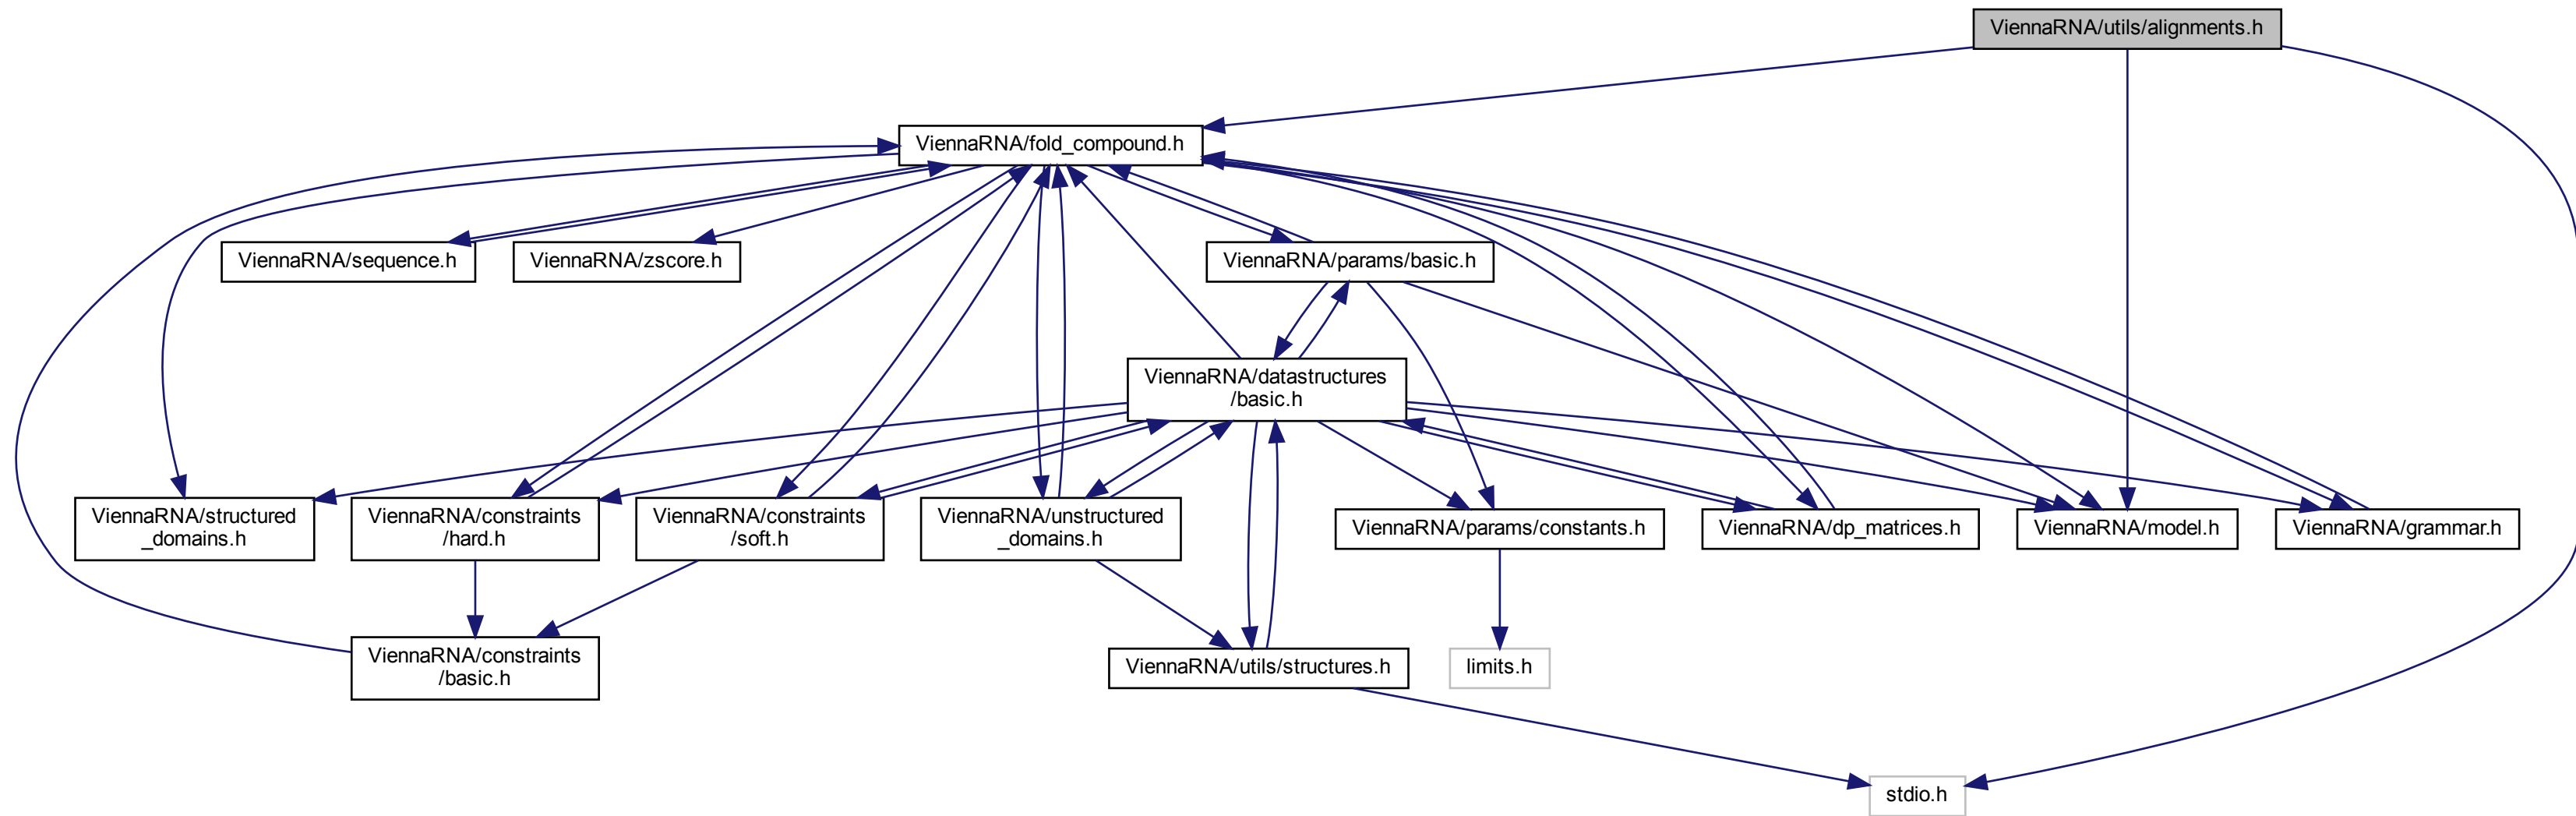 ViennaRNA/utils/alignments.h
ViennaRNA/fold_compound.h
ViennaRNA/sequence.h
ViennaRNA/zscore.h
ViennaRNA/params/basic.h
ViennaRNA/datastructures
/basic.h
ViennaRNA/structured
_domains.h
ViennaRNA/constraints
/hard.h
ViennaRNA/constraints
/soft.h
ViennaRNA/unstructured
_domains.h
ViennaRNA/params/constants.h
ViennaRNA/dp_matrices.h
ViennaRNA/model.h
ViennaRNA/grammar.h
ViennaRNA/constraints
/basic.h
ViennaRNA/utils/structures.h
limits.h
stdio.h